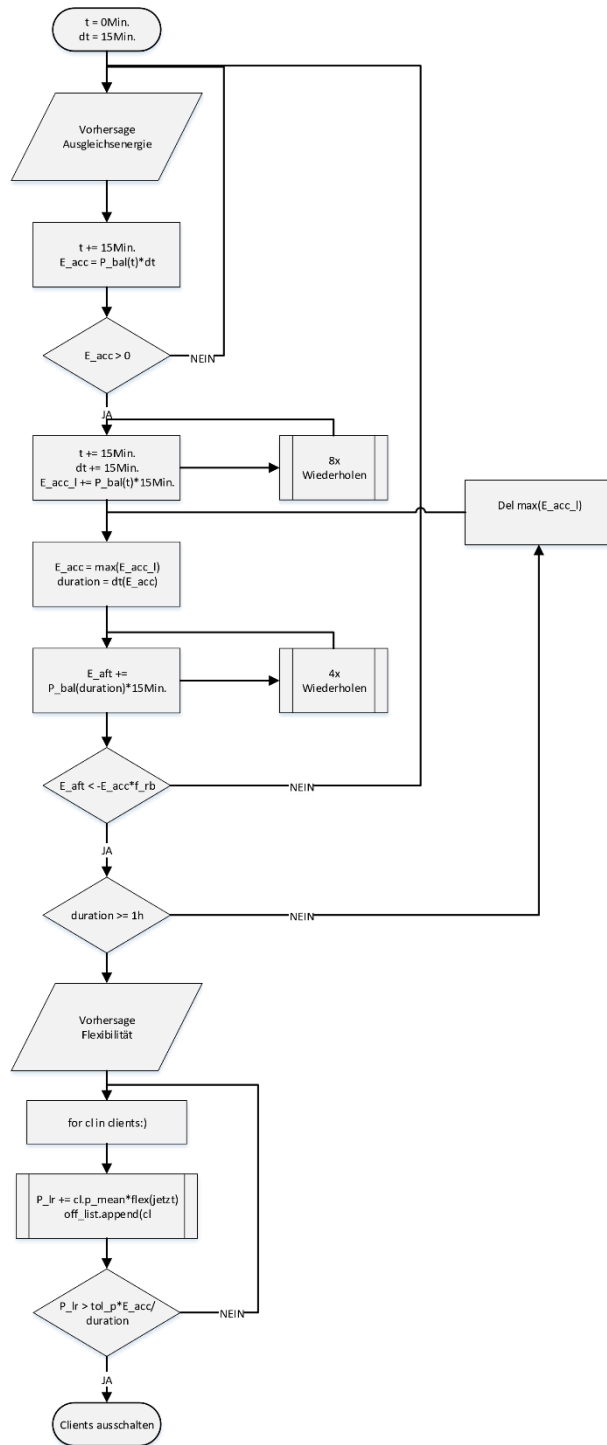 t = 0Min.
dt = 15Min.
Vorhersage
Ausgleichsenergie
t += 15Min.
E_acc = P_bal(t)*dt
E_acc > 0
NEIN
JA
t += 15Min.
dt += 15Min.
E_acc_l += P_bal(t)*15Min.
8x
Wiederholen
Del max(E_acc_l)
E_acc = max(E_acc_l)
duration = dt(E_acc)
E_aft +=
P_bal(duration)*15Min.
4x
Wiederholen
E_aft < -E_acc*f_rb
NEIN
JA
duration >= 1h
NEIN
Vorhersage
Flexibilität
for cl in clients:)
P_lr += cl.p_mean*flex(jetzt)
off_list.append(cl
P_lr > tol_p*E_acc/
duration
NEIN
JA
Clients ausschalten